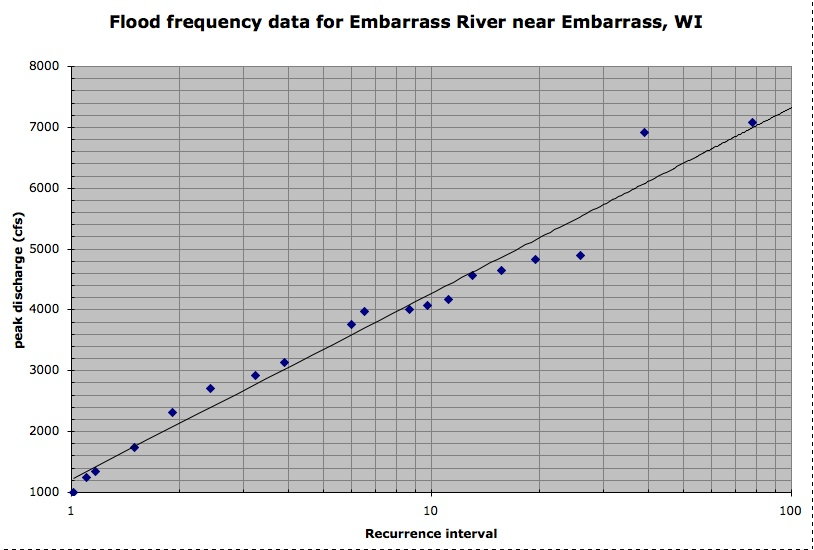 Flood frequency data for Embarrass River near Embarrass, WI
8000
7000
6000
5000
4000
3000
2000
1000
peak discharge (cfs)
1 10 100
Recurrence interval